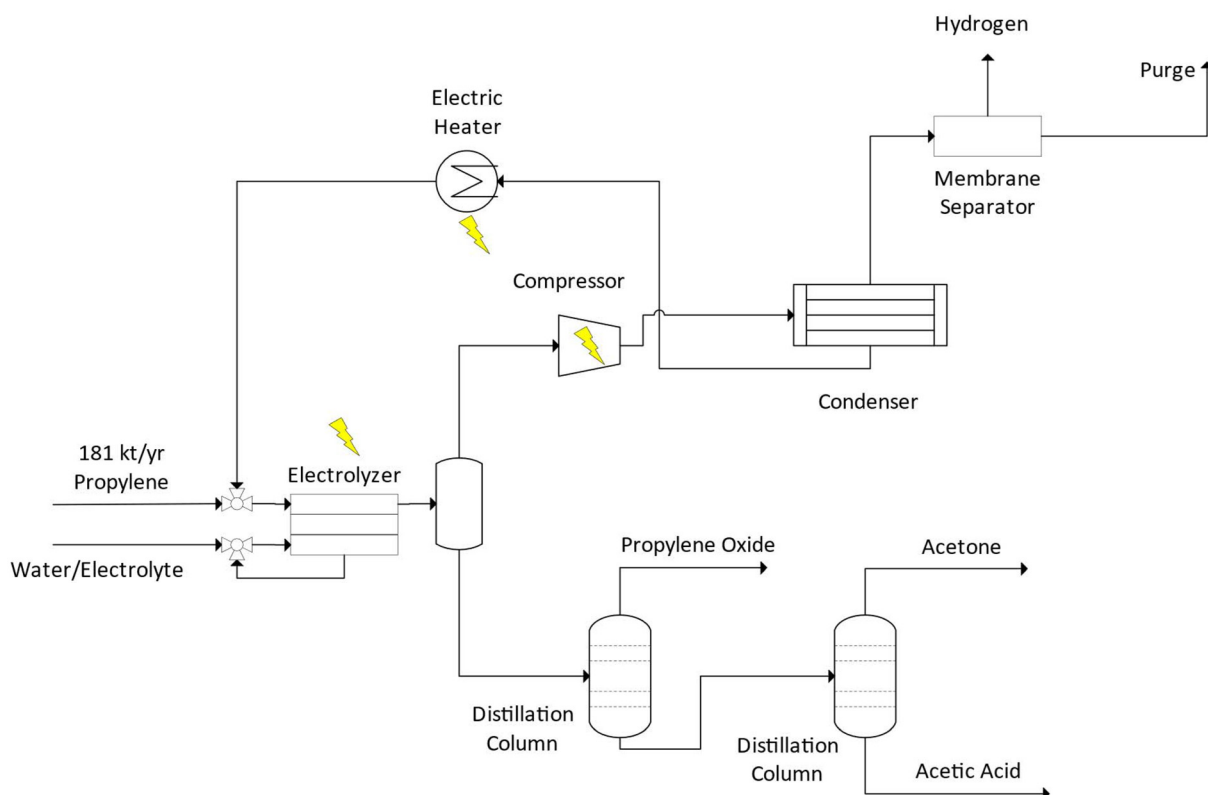 Hydrogen
Purge
Electric
Heater
Membrane
Separator
Compressor
Condenser
181 kt/yr
Propylene
Electrolyzer
Water/Electrolyte
Propylene Oxide
Acetone
Distillation
Column
Distillation
Column
Acetic Acid